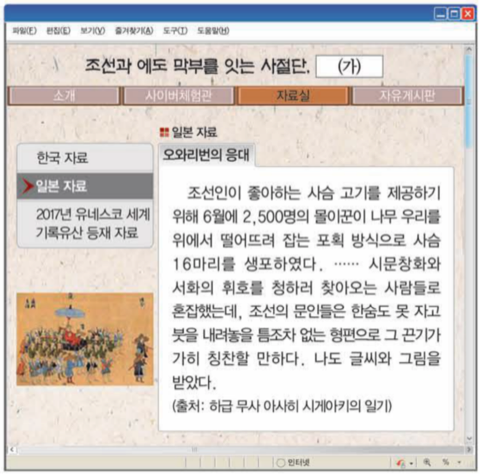 파일(F) 편집(E) 보기(V) 즐겨찾기(A) 도구(T) 도움말(H)
조선과 에도 막부를 잇는 사절단. (가)
소개 사이버체험관 자료실 자유게시판
한국 자료
일본 자료
2017년 유네스코 세계
기록유산 등재 자료
일본 자료
오와리번의 응대
조선인이 좋아하는 사슴 고기를 제공하기
위해 6월에 2,500명의 몰이꾼이 나무 우리를
위에서 떨어뜨려 잡는 포획 방식으로 사슴
16마리를 생포하였다. …… 시문창화와
서화의 휘호를 청하러 찾아오는 사람들로
혼잡했는데, 조선의 문인들은 한숨도 못 자고
붓을 내려놓을 틈조차 없는 형편으로 그 끈기가
가히 칭찬할 만하다. 나도 글씨와 그림을
받았다.
(출처: 하급 무사 아사히 시게아키의 일기)
인터넷
%